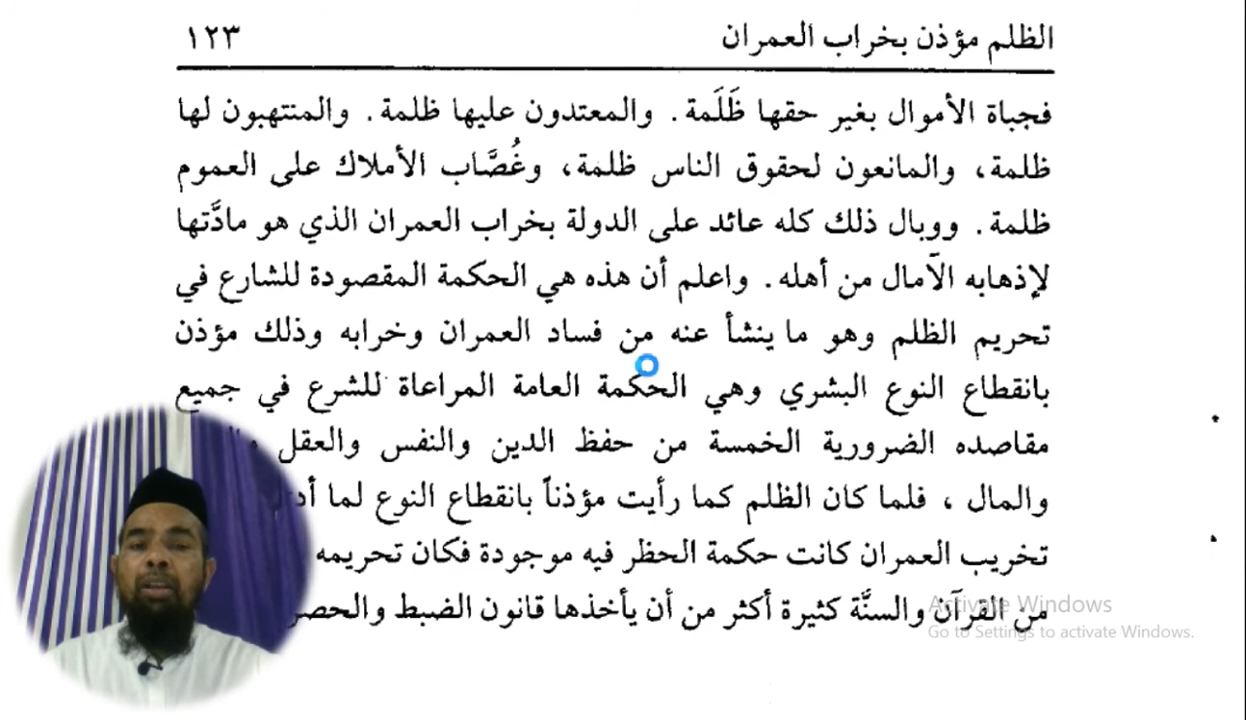 الظلم مؤذن بخراب العمران ١٢٣
فجباة الأموال بغير حقها ظَلَمة. والمعتدون عليها ظلمة. والمنتهبون لها
ظلمة، والمانعون لحقوق الناس ظلمة، وغُصَّاب الأملاك على العموم
ظلمة. ووبال ذلك كله عائد على الدولة بخراب العمران الذي هو مادَّتها
لإذهابه الآمال من أهله. واعلم أن هذه هي الحكمة المقصودة للشارع في
تحريم الظلم وهو ما ينشأ عنه من فساد العمران وخرابه وذلك مؤذن
بانقطاع النوع البشري وهي الحكمة العامة المراعاة للشرع في جميع
مقاصده الضرورية الخمسة من حفظ الدين والنفس والعقل
والمال ، فلما كان الظلم كما رأيت مؤذناً بانقطاع النوع لما
تخريب العمران كانت حكمة الحظر فيه موجودة فكان تحريمه
من القرآن والسنَّة كثيرة أكثر من أن يأخذها قانون الضبط والحصر
Activate Windows
Go to Settings to activate Windows.